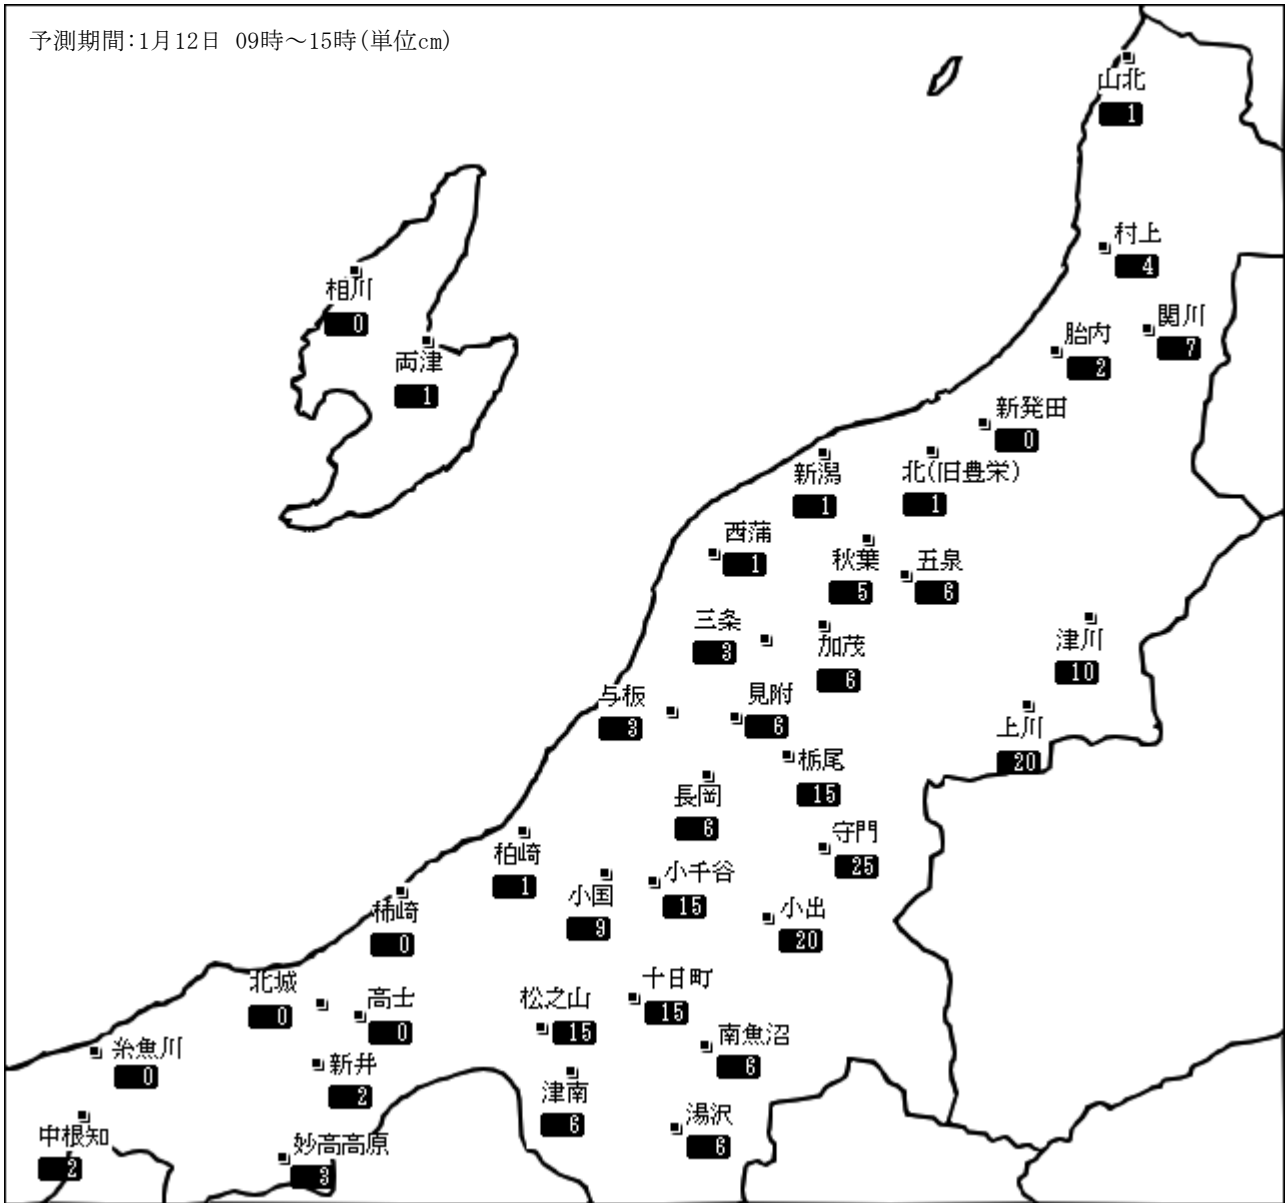 予測期間:1月12日 09時～15時(単位cm)
山北
1
村上
4
関川
7
胎内
2
新発田
0
相川
0
両津
1
新潟
1
北(旧豊栄)
1
西蒲
1
秋葉
5
五泉
6
三条
3
加茂
6
津川
10
与板
3
見附
6
上川
20
栃尾
15
長岡
6
守門
25
柏崎
1
小国
9
小千谷
15
小出
20
柿崎
0
北城
0
高士
0
松之山
15
十日町
15
南魚沼
6
糸魚川
0
新井
2
津南
6
湯沢
6
中根知
2
妙高高原
3